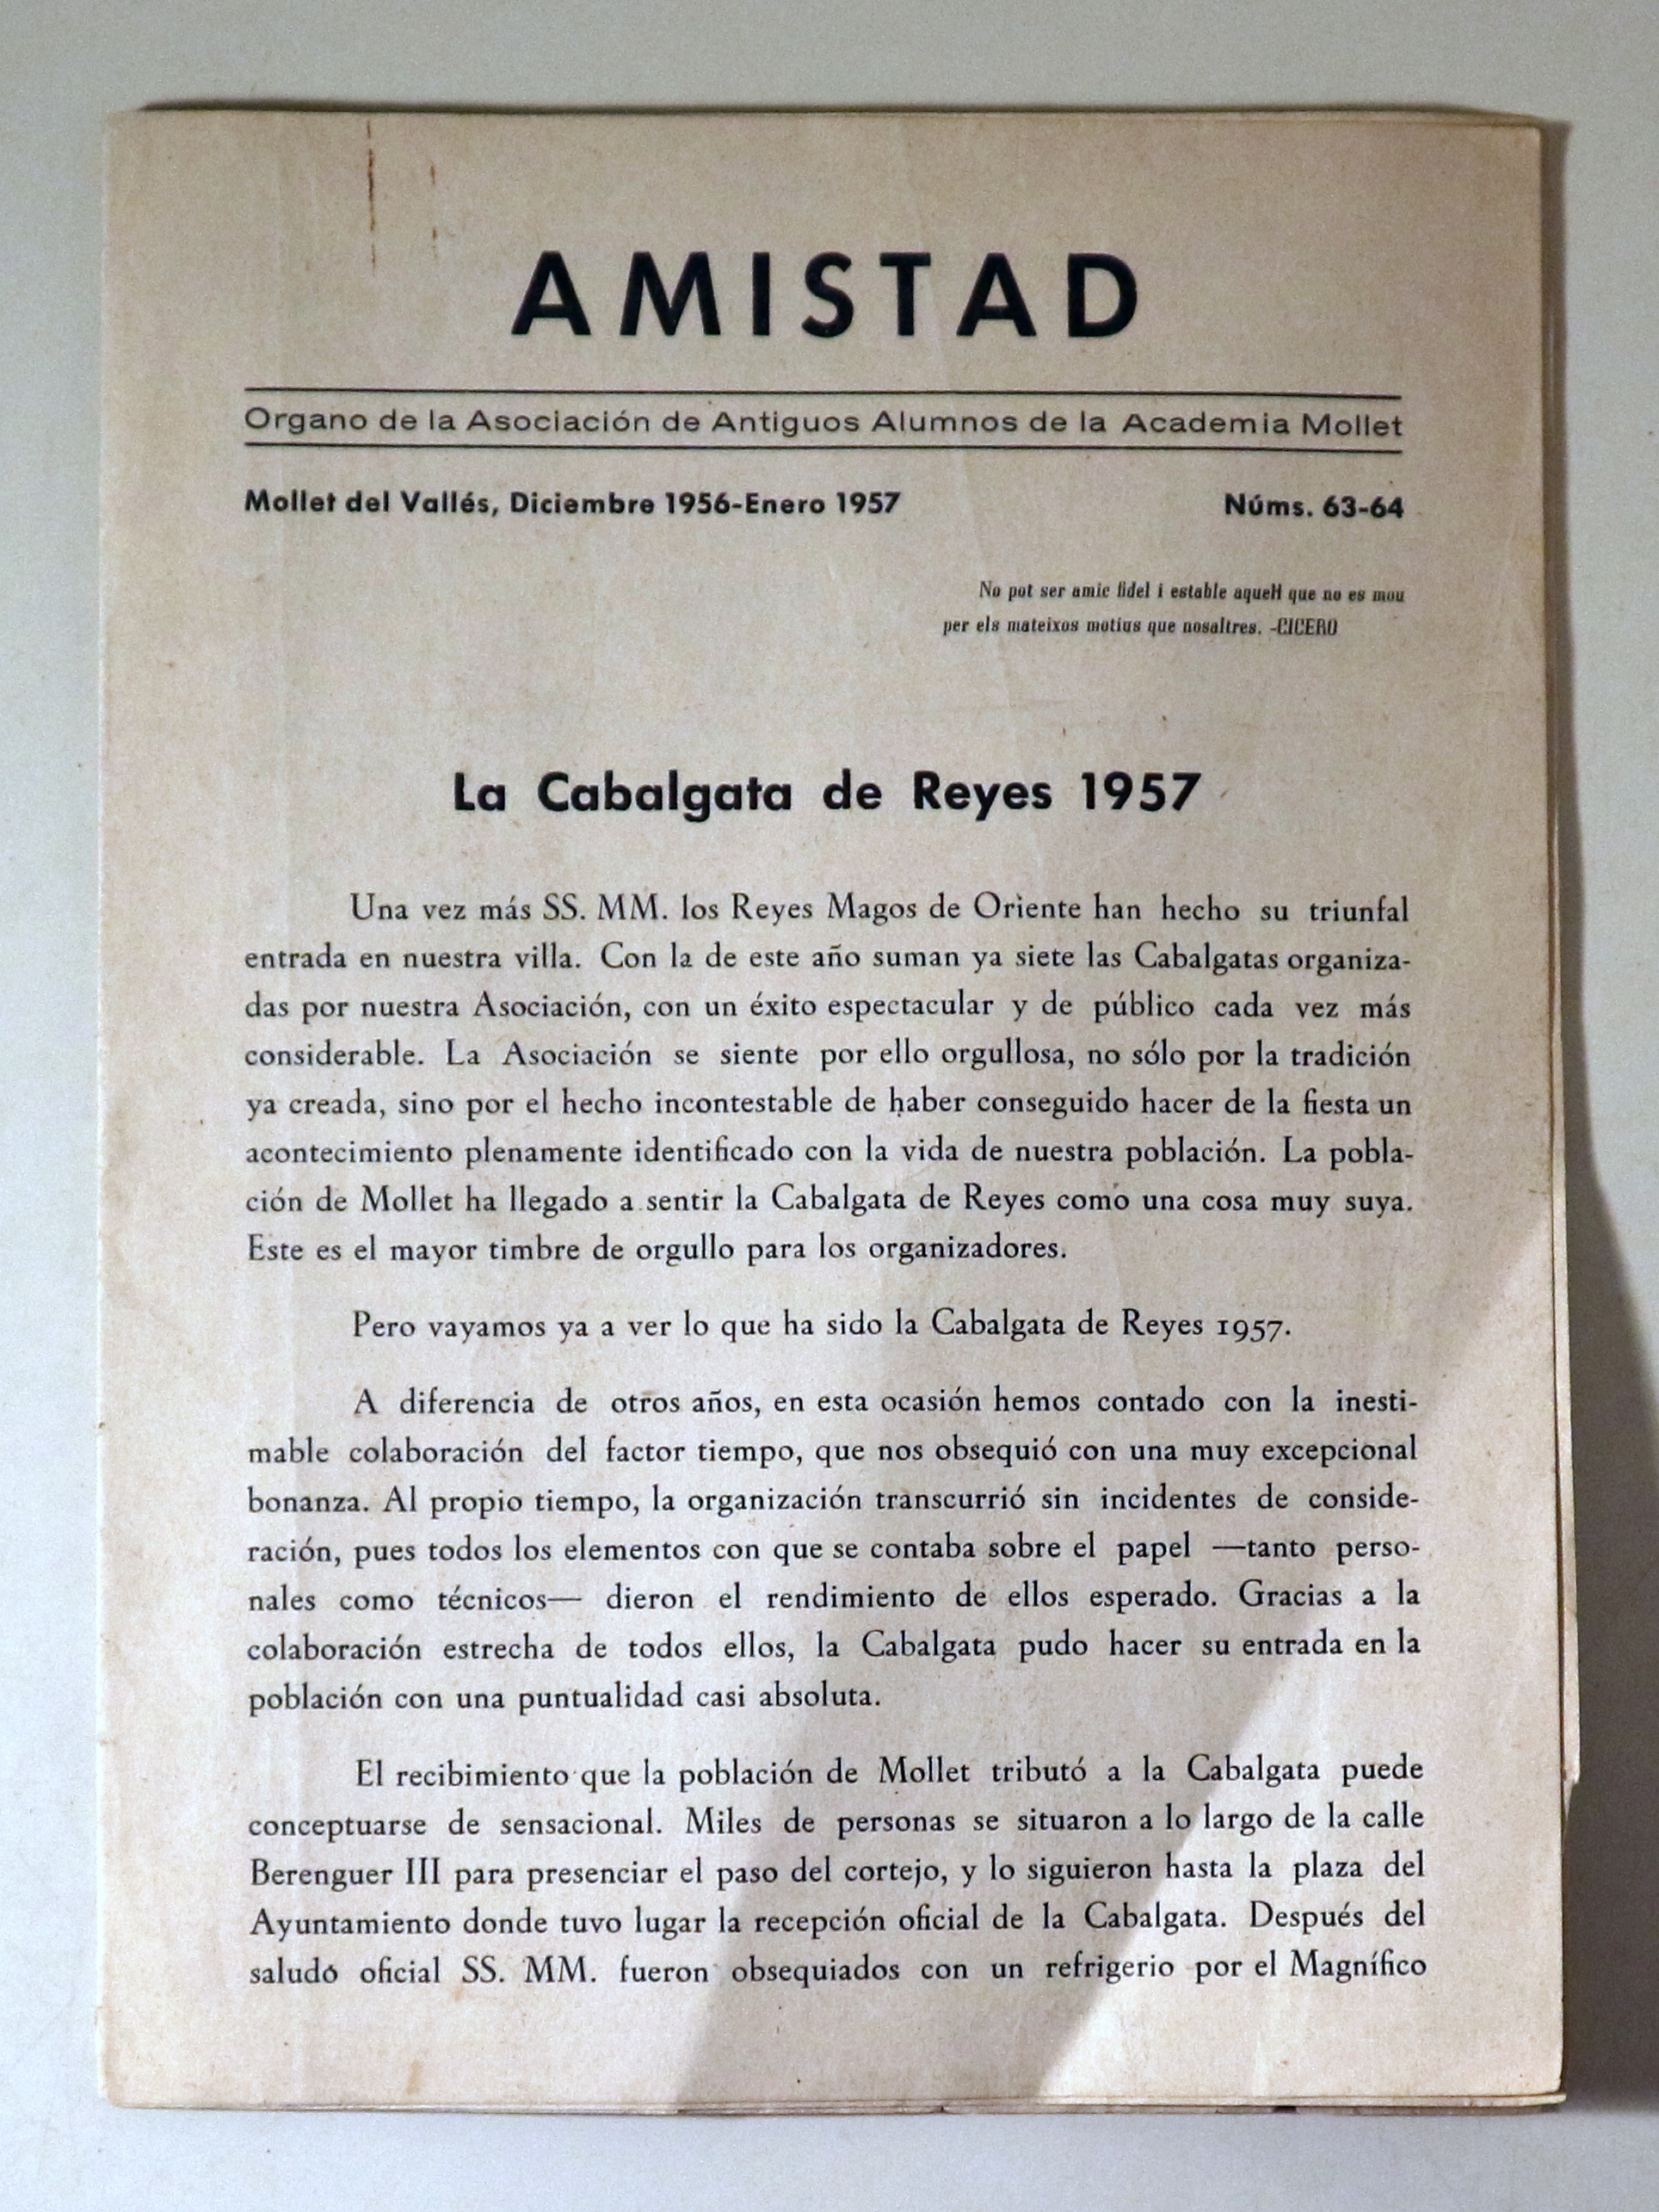 AMISTAD
Organo de la Asociación de Antiguos Alumnos de la Academia Mollet
Mollet del Vallés, Diciembre 1956-Enero 1957 Núms. 63-64
No pot ser amic fidel i estable aquell que no es mou
per els mateixos motius que nosaltres. -CICERO
La Cabalgata de Reyes 1957
Una vez más SS. MM. los Reyes Magos de Oriente han hecho su triunfal
entrada en nuestra villa. Con la de este año suman ya siete las Cabalgatas organiza-
das por nuestra Asociación, con un éxito espectacular y de público cada vez más
considerable. La Asociación se siente por ello orgullosa, no sólo por la tradición
ya creada, sino por el hecho incontestable de haber conseguido hacer de la fiesta un
acontecimiento plenamente identificado con la vida de nuestra población. La pobla-
ción de Mollet ha llegado a sentir la Cabalgata de Reyes como una cosa muy suya.
Este es el mayor timbre de orgullo para los organizadores.
Pero vayamos ya a ver lo que ha sido la Cabalgata de Reyes 1957.
A diferencia de otros años, en esta ocasión hemos contado con la inesti-
mable colaboración del factor tiempo, que nos obsequió con una muy excepcional
bonanza. Al propio tiempo, la organización transcurrió sin incidentes de conside-
ración, pues todos los elementos con que se contaba sobre el papel —tanto perso-
nales como técnicos— dieron el rendimiento de ellos esperado. Gracias a la
colaboración estrecha de todos ellos, la Cabalgata pudo hacer su entrada en la
población con una puntualidad casi absoluta.
El recibimiento que la población de Mollet tributó a la Cabalgata puede
conceptuarse de sensacional. Miles de personas se situaron a lo largo de la calle
Berenguer III para presenciar el paso del cortejo, y lo siguieron hasta la plaza del
Ayuntamiento donde tuvo lugar la recepción oficial de la Cabalgata. Después del
saludo oficial SS. MM. fueron obsequiados con un refrigerio por el Magnífico